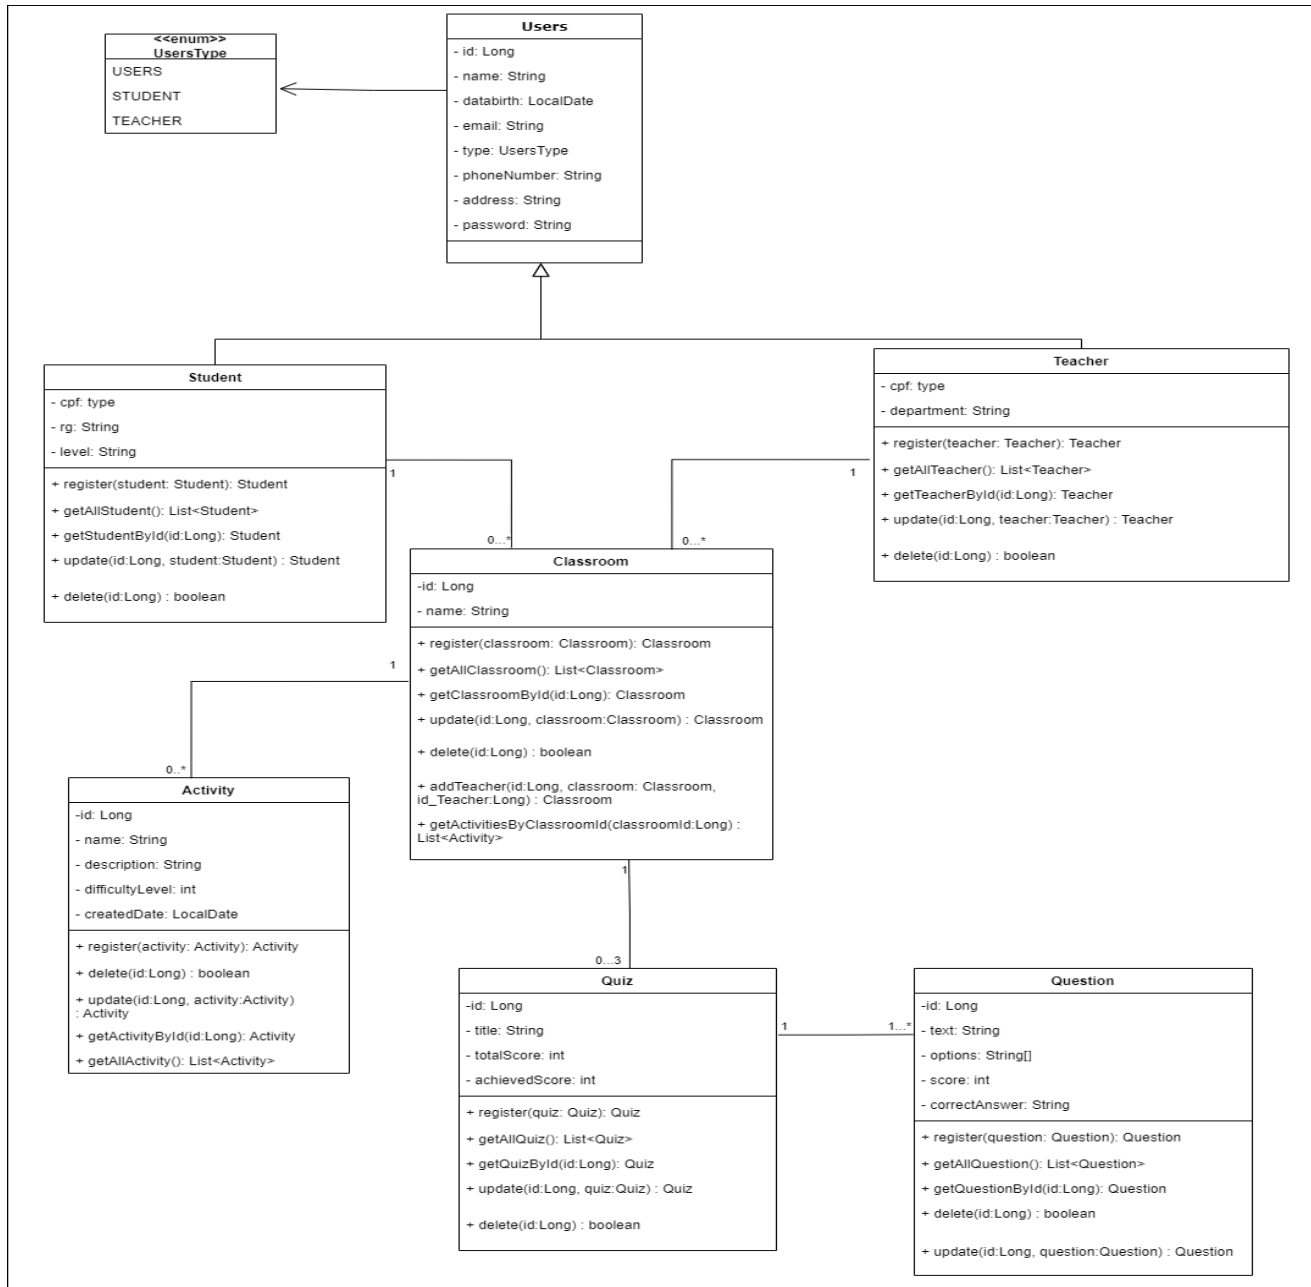 <<enum>>
UsersType
USERS
STUDENT
TEACHER
Users
- id: Long
- name: String
- databirth: LocalDate
- email: String
- type: UsersType
- phoneNumber: String
- address: String
- password: String
Student
- cpf: type
- rg: String
- level: String
+ register(student: Student): Student
+ getAllStudent(): List<Student>
+ getStudentById(id:Long): Student
+ update(id:Long, student:Student) : Student
+ delete(id:Long) : boolean
1
0...*
Teacher
- cpf: type
- department: String
+ register(teacher: Teacher): Teacher
+ getAllTeacher(): List<Teacher>
+ getTeacherById(id:Long): Teacher
+ update(id:Long, teacher:Teacher) : Teacher
+ delete(id:Long) : boolean
1
0...*
Classroom
-id: Long
- name: String
+ register(classroom: Classroom): Classroom
+ getAllClassroom(): List<Classroom>
+ getClassroomById(id:Long): Classroom
+ update(id:Long, classroom:Classroom) : Classroom
+ delete(id:Long) : boolean
+ addTeacher(id:Long, classroom: Classroom,
id_Teacher:Long) : Classroom
+ getActivitiesByClassroomId(classroomId:Long) :
List<Activity>
1
0..*
Activity
-id: Long
- name: String
- description: String
- difficultyLevel: int
- createdDate: LocalDate
+ register(activity: Activity): Activity
+ delete(id:Long) : boolean
+ update(id:Long, activity:Activity)
: Activity
+ getActivityById(id:Long): Activity
+ getAllActivity(): List<Activity>
1
0...3
Quiz
-id: Long
- title: String
- totalScore: int
- achievedScore: int
+ register(quiz: Quiz): Quiz
+ getAllQuiz(): List<Quiz>
+ getQuizById(id:Long): Quiz
+ update(id:Long, quiz:Quiz) : Quiz
+ delete(id:Long) : boolean
1
1...*
Question
-id: Long
- text: String
- options: String[]
- score: int
- correctAnswer: String
+ register(question: Question): Question
+ getAllQuestion(): List<Question>
+ getQuestionById(id:Long): Question
+ delete(id:Long) : boolean
+ update(id:Long, question:Question) : Question